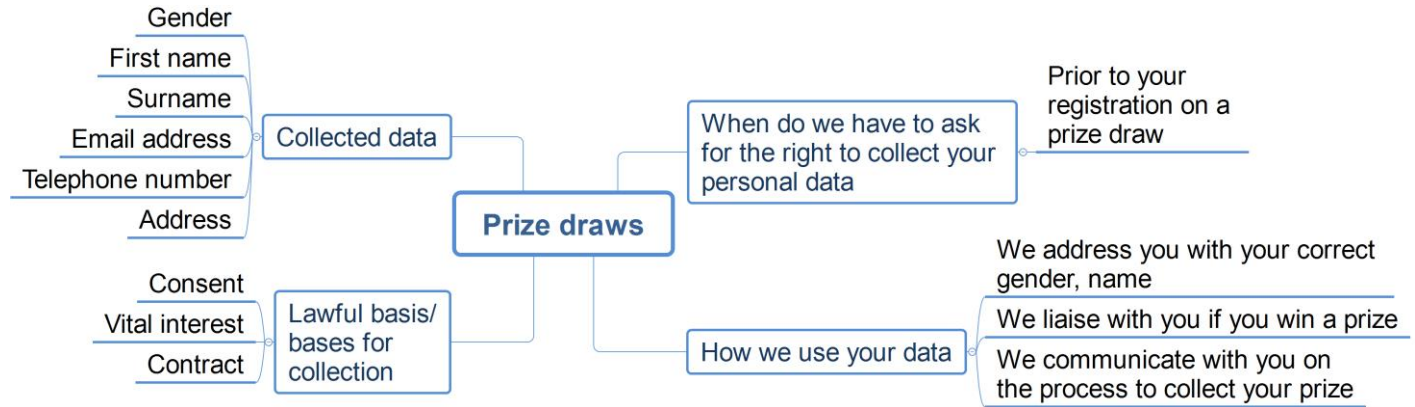 Prize draws
Collected data
Gender
First name
Surname
Email address
Telephone number
Address
Lawful basis/
bases for
collection
Consent
Vital interest
Contract
When do we have to ask
for the right to collect your
personal data
Prior to your
registration on a
prize draw
How we use your data
We address you with your correct
gender, name
We liaise with you if you win a prize
We communicate with you on
the process to collect your prize